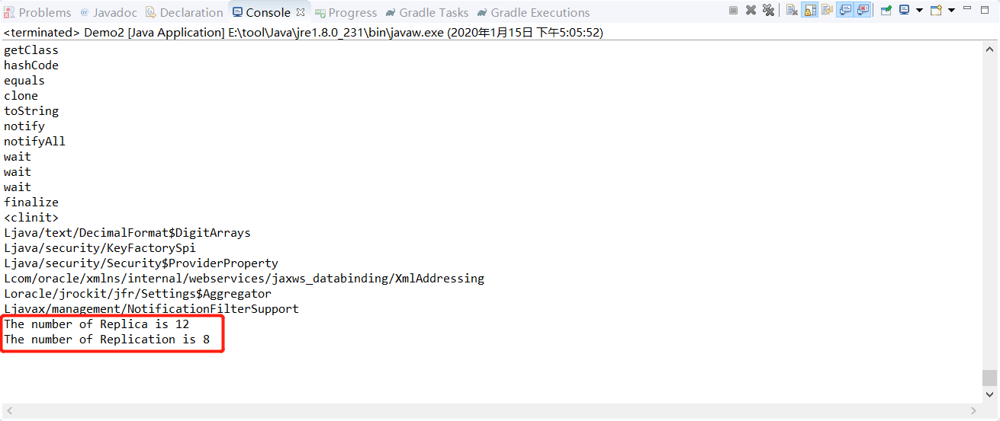 Problems @ Javadoc Declaration Console Progress Gradle Tasks Gradle Executions
<terminated> Demo2 [Java Application] E:\tool\Java\jre1.8.0_231\bin\javaw.exe (2020年1月15日 下午5:05:52)
getClass
hashCode
equals
clone
toString
notify
notifyAll
wait
wait
wait
finalize
<clinit>
Ljava/text/DecimalFormat$DigitArrays
Ljava/security/KeyFactorySpi
Ljava/security/Security$ProviderProperty
Lcom/oracle/xmlns/internal/webservices/jaxws_databinding/XmlAddressing
Loracle/jrockit/jfr/Settings$Aggregator
Ljavax/management/NotificationFilterSupport
The number of Replica is 12
The number of Replication is 8